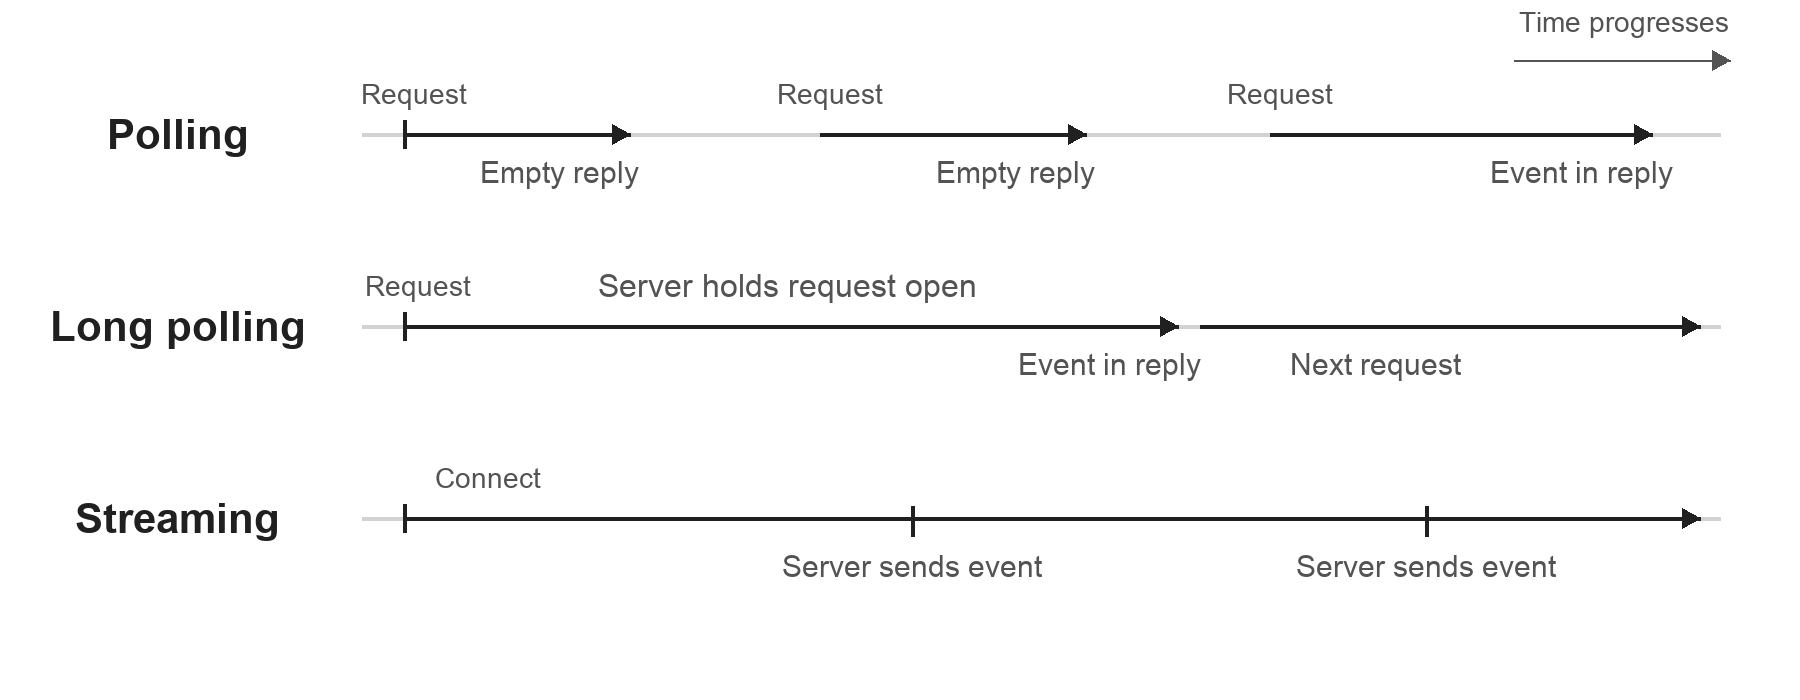 Time progresses
Request Request Request
Polling
Empty reply Empty reply Event in reply
Request Server holds request open
Long polling
Event in reply Next request
Connect
Streaming
Server sends event Server sends event